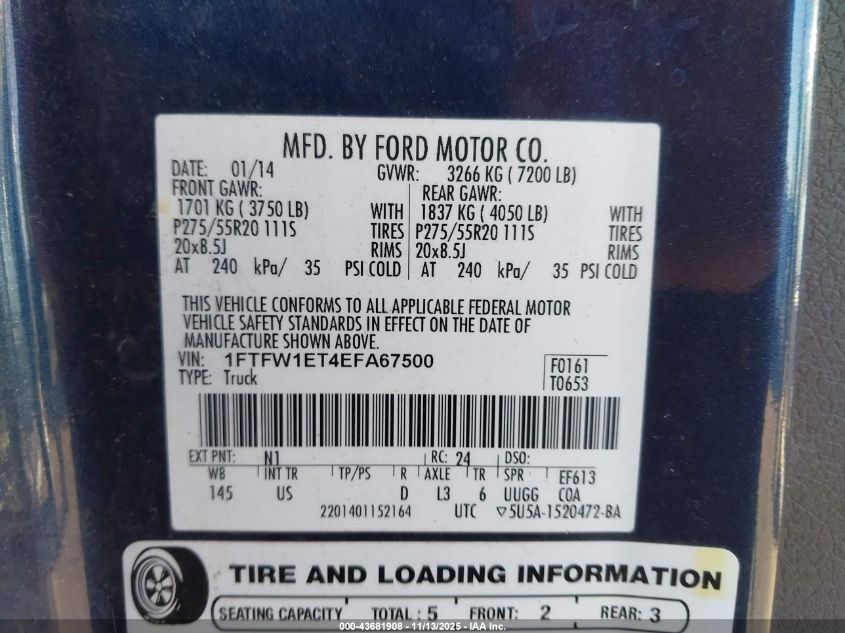 MFD. BY FORD MOTOR CO.
DATE: 01/14 GVWR: 3266 KG ( 7200 LB)
FRONT GAWR: REAR GAWR:
1701 KG ( 3750 LB) WITH 1837 KG ( 4050 LB) WITH
P275/55R20 111S TIRES P275/55R20 111S TIRES
20x8.5J RIMS 20x8.5J RIMS
AT 240 kPa/ 35 PSI COLD AT 240 kPa/ 35 PSI COLD
THIS VEHICLE CONFORMS TO ALL APPLICABLE FEDERAL MOTOR
VEHICLE SAFETY STANDARDS IN EFFECT ON THE DATE OF
MANUFACTURE SHOWN ABOVE.
VIN: 1FTFW1ET4EFA67500 F0161
TYPE: Truck T0653
EXT PNT: N1 RC: 24 DSO:
WB INT TR TP/PS R AXLE TR SPR EF613
145 US D L3 6 UUGG COA
2201401152164 UTC ▽5U5A-1520472-BA
TIRE AND LOADING INFORMATION
SEATING CAPACITY TOTAL : 5 FRONT: 2 REAR: 3
000-43681908 - 11/13/2025 - IAA Inc.